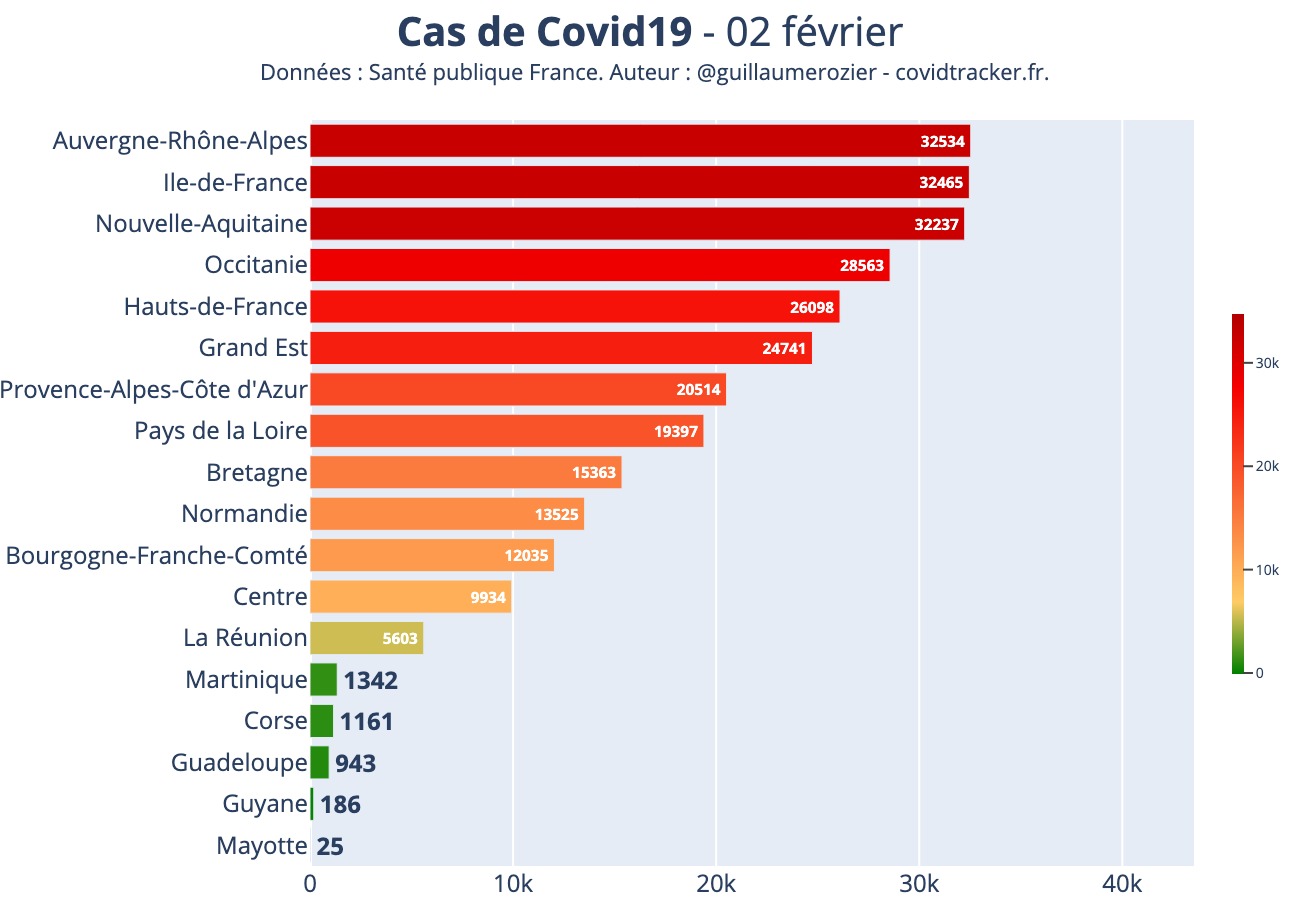 Cas de Covid19 - 02 février
Données : Santé publique France. Auteur : @guillaumerozier - covidtracker.fr.
Auvergne-Rhône-Alpes 32534
Ile-de-France 32465
Nouvelle-Aquitaine 32237
Occitanie 28563
Hauts-de-France 26098
Grand Est 24741
Provence-Alpes-Côte d'Azur 20514
Pays de la Loire 19397
Bretagne 15363
Normandie 13525
Bourgogne-Franche-Comté 12035
Centre 9934
La Réunion 5603
Martinique 1342
Corse 1161
Guadeloupe 943
Guyane 186
Mayotte 25
0 10k 20k 30k 40k
30k
20k
10k
0